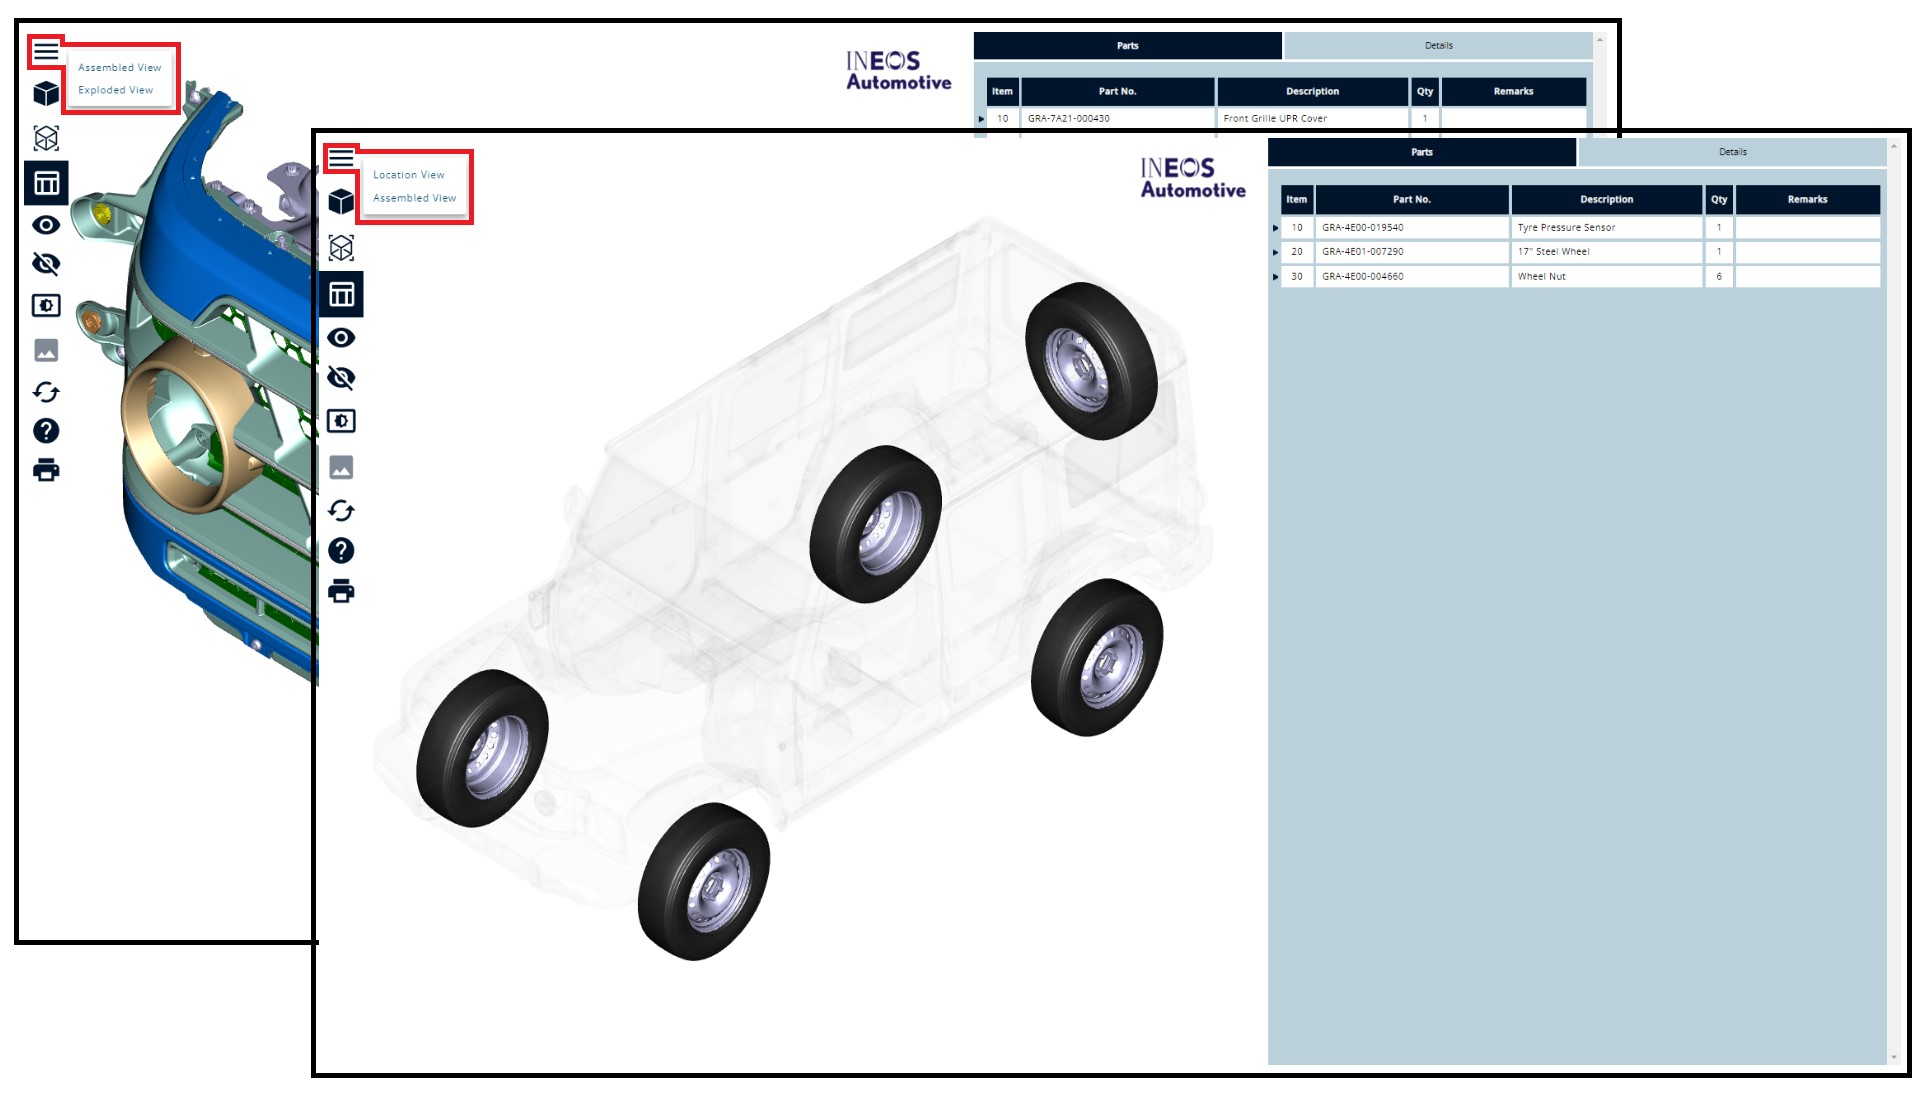 Assembled View
Exploded View
INEOS
Automotive
Parts
Details
Item
Part No.
Description
Qty
Remarks
10
GRA-7A21-000430
Front Grille UPR Cover
1
Location View
Assembled View
INEOS
Automotive
Parts
Details
Item
Part No.
Description
Qty
Remarks
10
GRA-4E00-019540
Tyre Pressure Sensor
1
20
GRA-4E01-007290
17" Steel Wheel
1
30
GRA-4E00-004660
Wheel Nut
6